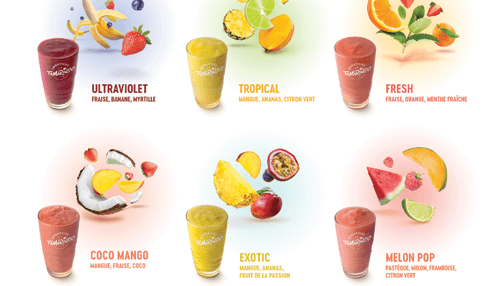 ULTRAVIOLET
FRAISE, BANANE, MYRTILLE
TROPICAL
MANGUE, ANANAS, CITRON VERT
FRESH
FRAISE, ORANGE, MENTHE FRAÎCHE
COCO MANGO
MANGUE, FRAISE, COCO
EXOTIC
MANGUE, ANANAS,
FRUIT DE LA PASSION
MELON POP
PASTÈQUE, MELON, FRAMBOISE,
CITRON VERT